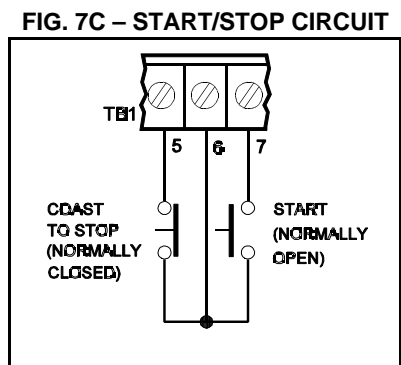 FIG. 7C – START/STOP CIRCUIT
TB1
5 6 7
COAST
TO STOP
(NORMALLY
CLOSED)
START
(NORMALLY
OPEN)